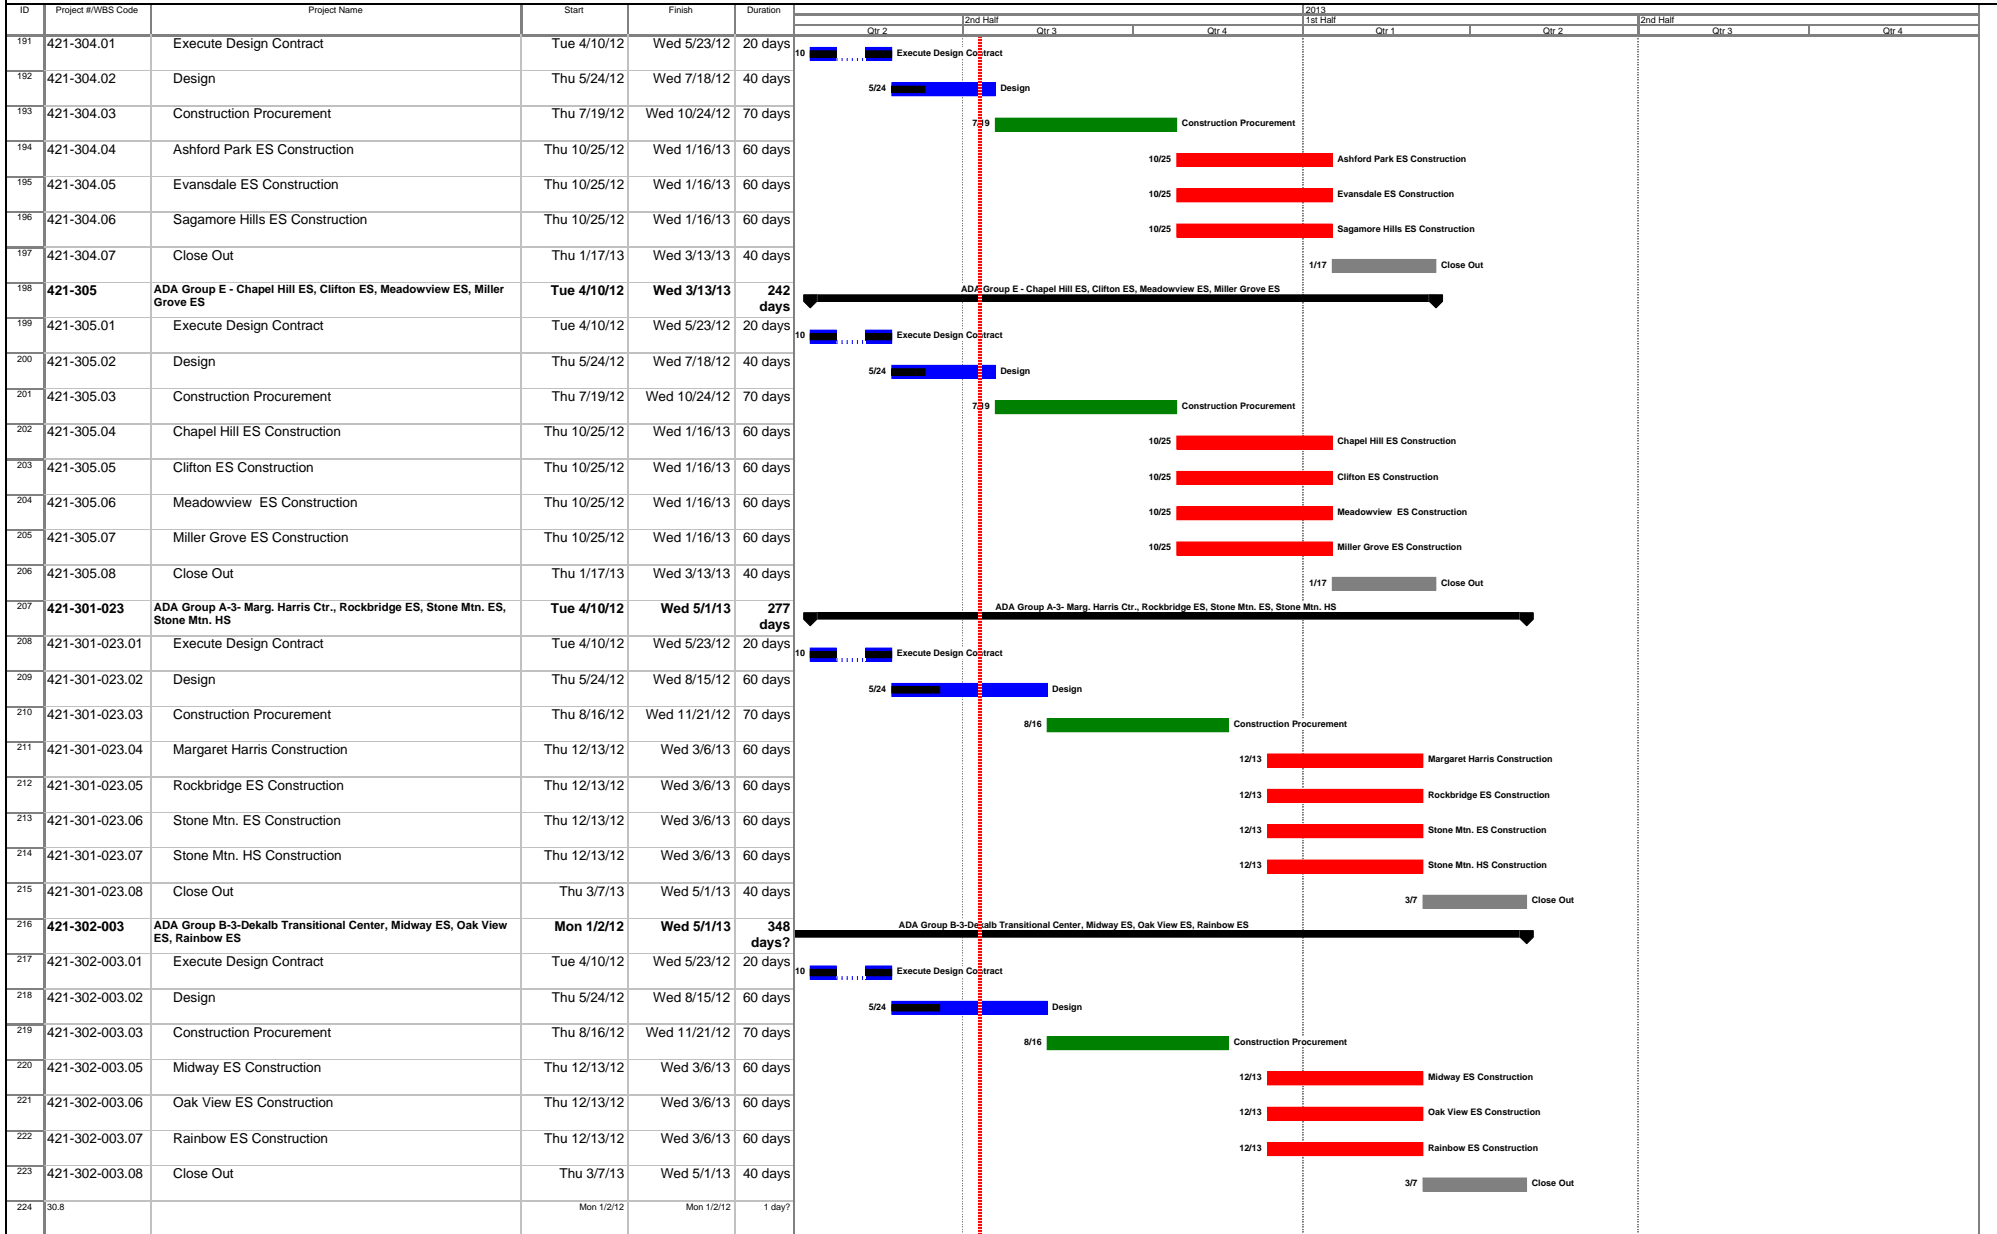 ID Project #/WBS Code Project Name Start Finish Duration 2013
2nd Half 1st Half 2nd Half
Qtr 2 Qtr 3 Qtr 4 Qtr 1 Qtr 2 Qtr 3 Qtr 4
191 421-304.01 Execute Design Contract Tue 4/10/12 Wed 5/23/12 20 days 10 Execute Design Contract
192 421-304.02 Design Thu 5/24/12 Wed 7/18/12 40 days 5/24 Design
193 421-304.03 Construction Procurement Thu 7/19/12 Wed 10/24/12 70 days 7/19 Construction Procurement
194 421-304.04 Ashford Park ES Construction Thu 10/25/12 Wed 1/16/13 60 days 10/25 Ashford Park ES Construction
195 421-304.05 Evansdale ES Construction Thu 10/25/12 Wed 1/16/13 60 days 10/25 Evansdale ES Construction
196 421-304.06 Sagamore Hills ES Construction Thu 10/25/12 Wed 1/16/13 60 days 10/25 Sagamore Hills ES Construction
197 421-304.07 Close Out Thu 1/17/13 Wed 3/13/13 40 days 1/17 Close Out
198 421-305 ADA Group E - Chapel Hill ES, Clifton ES, Meadowview ES, Miller Tue 4/10/12 Wed 3/13/13 242 ADA Group E - Chapel Hill ES, Clifton ES, Meadowview ES, Miller Grove ES
Grove ES days
199 421-305.01 Execute Design Contract Tue 4/10/12 Wed 5/23/12 20 days 10 Execute Design Contract
200 421-305.02 Design Thu 5/24/12 Wed 7/18/12 40 days 5/24 Design
201 421-305.03 Construction Procurement Thu 7/19/12 Wed 10/24/12 70 days 7/19 Construction Procurement
202 421-305.04 Chapel Hill ES Construction Thu 10/25/12 Wed 1/16/13 60 days 10/25 Chapel Hill ES Construction
203 421-305.05 Clifton ES Construction Thu 10/25/12 Wed 1/16/13 60 days 10/25 Clifton ES Construction
204 421-305.06 Meadowview ES Construction Thu 10/25/12 Wed 1/16/13 60 days 10/25 Meadowview ES Construction
205 421-305.07 Miller Grove ES Construction Thu 10/25/12 Wed 1/16/13 60 days 10/25 Miller Grove ES Construction
206 421-305.08 Close Out Thu 1/17/13 Wed 3/13/13 40 days 1/17 Close Out
207 421-301-023 ADA Group A-3- Marg. Harris Ctr., Rockbridge ES, Stone Mtn. ES, Tue 4/10/12 Wed 5/1/13 277 ADA Group A-3- Marg. Harris Ctr., Rockbridge ES, Stone Mtn. ES, Stone Mtn. HS
Stone Mtn. HS days
208 421-301-023.01 Execute Design Contract Tue 4/10/12 Wed 5/23/12 20 days 10 Execute Design Contract
209 421-301-023.02 Design Thu 5/24/12 Wed 8/15/12 60 days 5/24 Design
210 421-301-023.03 Construction Procurement Thu 8/16/12 Wed 11/21/12 70 days 8/16 Construction Procurement
211 421-301-023.04 Margaret Harris Construction Thu 12/13/12 Wed 3/6/13 60 days 12/13 Margaret Harris Construction
212 421-301-023.05 Rockbridge ES Construction Thu 12/13/12 Wed 3/6/13 60 days 12/13 Rockbridge ES Construction
213 421-301-023.06 Stone Mtn. ES Construction Thu 12/13/12 Wed 3/6/13 60 days 12/13 Stone Mtn. ES Construction
214 421-301-023.07 Stone Mtn. HS Construction Thu 12/13/12 Wed 3/6/13 60 days 12/13 Stone Mtn. HS Construction
215 421-301-023.08 Close Out Thu 3/7/13 Wed 5/1/13 40 days 3/7 Close Out
216 421-302-003 ADA Group B-3-Dekalb Transitional Center, Midway ES, Oak View Mon 1/2/12 Wed 5/1/13 348 ADA Group B-3-Dekalb Transitional Center, Midway ES, Oak View ES, Rainbow ES
ES, Rainbow ES days?
217 421-302-003.01 Execute Design Contract Tue 4/10/12 Wed 5/23/12 20 days 10 Execute Design Contract
218 421-302-003.02 Design Thu 5/24/12 Wed 8/15/12 60 days 5/24 Design
219 421-302-003.03 Construction Procurement Thu 8/16/12 Wed 11/21/12 70 days 8/16 Construction Procurement
220 421-302-003.05 Midway ES Construction Thu 12/13/12 Wed 3/6/13 60 days 12/13 Midway ES Construction
221 421-302-003.06 Oak View ES Construction Thu 12/13/12 Wed 3/6/13 60 days 12/13 Oak View ES Construction
222 421-302-003.07 Rainbow ES Construction Thu 12/13/12 Wed 3/6/13 60 days 12/13 Rainbow ES Construction
223 421-302-003.08 Close Out Thu 3/7/13 Wed 5/1/13 40 days 3/7 Close Out
224 30.8 Mon 1/2/12 Mon 1/2/12 1 day?